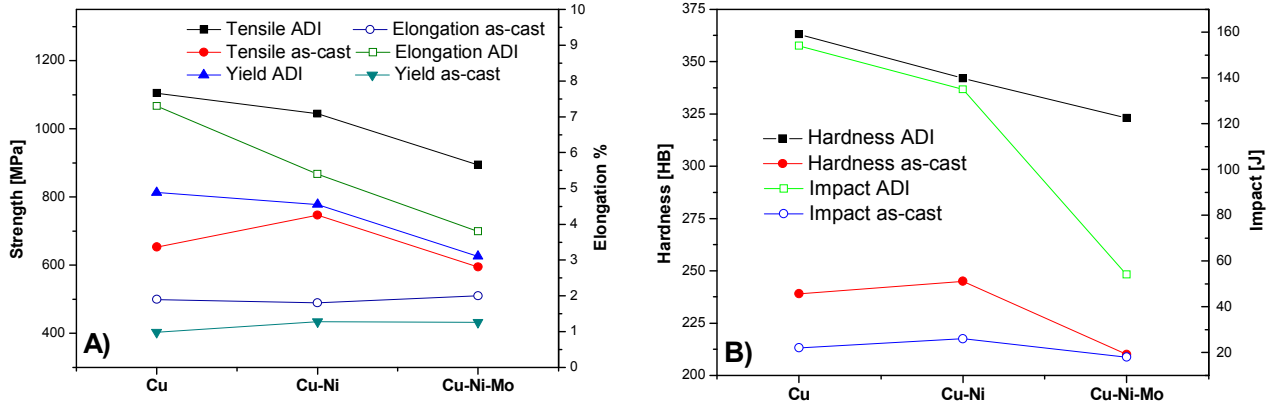 Strength [MPa]
1200
1000
800
600
400
Tensile ADI
Tensile as-cast
Yield ADI
Elongation as-cast
Elongation ADI
Yield as-cast
A)
Cu
Cu-Ni
Cu-Ni-Mo
10
9
8
7
6
5
4
3
2
1
0
Elongation %
Hardness [HB]
375
350
325
300
275
250
225
200
Hardness ADI
Hardness as-cast
Impact ADI
Impact as-cast
B)
Cu
Cu-Ni
Cu-Ni-Mo
160
140
120
100
80
60
40
20
Impact [J]